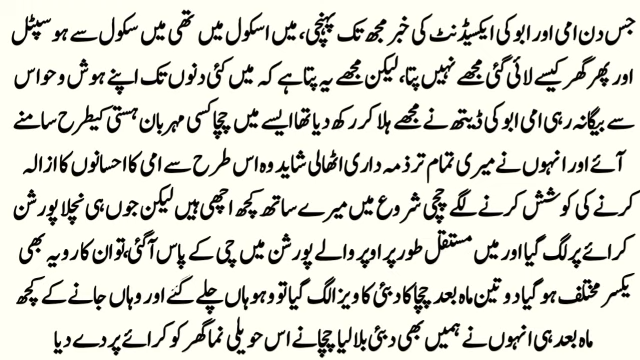 جس دن امی اور ابو کی ایکسیڈنٹ کی خبر مجھ تک پہنچی، میں اسکول میں تھی میں سکول سے ہوسپٹل
اور پھر گھر کیسے لائی گئی مجھے نہیں پتا، لیکن مجھے یہ پتا ہے کہ میں کئی دنوں تک اپنے ہوش و حواس
سے بیگانہ رہی امی ابو کی ڈیتھ نے مجھے ہلا کر رکھ دیا تھا ایسے میں چچا کسی مہربان ہستی کیطرح سامنے
آئے اور انہوں نے میری تمام تر ذمہ داری اٹھالی شاید وہ اس طرح سے امی کا احسانوں کا ازالہ
کرنے کی کوشش کرنے لگے چچی شروع میں میرے ساتھ کچھ اچھی ہیں لیکن جوں ہی نچلا پورشن
کرائے پر لگ گیا اور میں مستقل طور پر اوپر والے پورشن میں چی کے پاس آگئی، تو ان کا رویہ بھی
یکسر مختلف ہو گیا دو تین ماہ بعد چچا کا دبئی کا ویزا لگ گیا تو وہ وہاں چلے گئے اور وہاں جانے کے کچھ
ماہ بعد ہی انہوں نے ہمیں بھی دبئی بلا لیا چچا نے اس حویلی نما گھر کو کرائے پر دے دیا